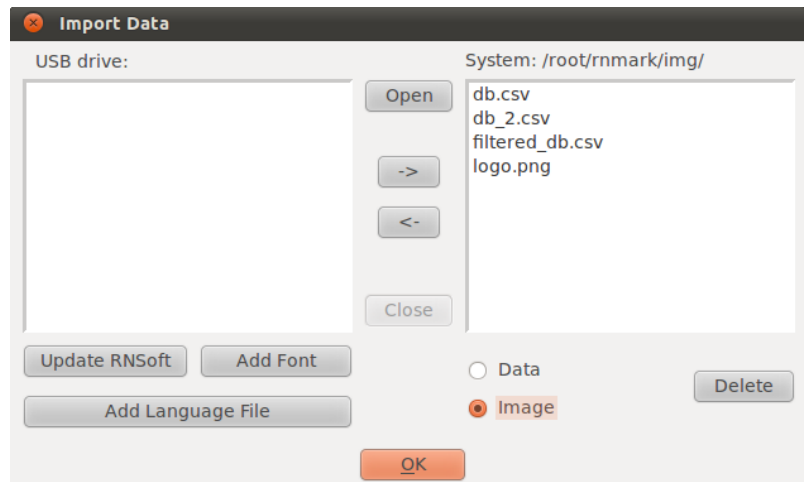 Import Data
USB drive:
System: /root/rnmark/img/
Open
->
<-
Close
db.csv
db_2.csv
filtered_db.csv
logo.png
Update RNSoft
Add Font
Add Language File
Data
Image
Delete
OK